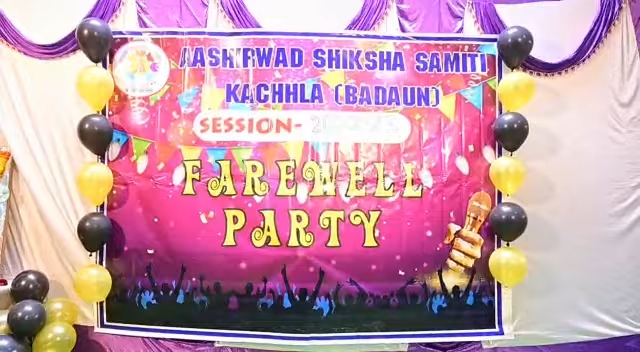 AASHIRWAD SHIKSHA SAMITI
KACHHLA (BADAUN)
SESSION-
FAREWELL
PARTY